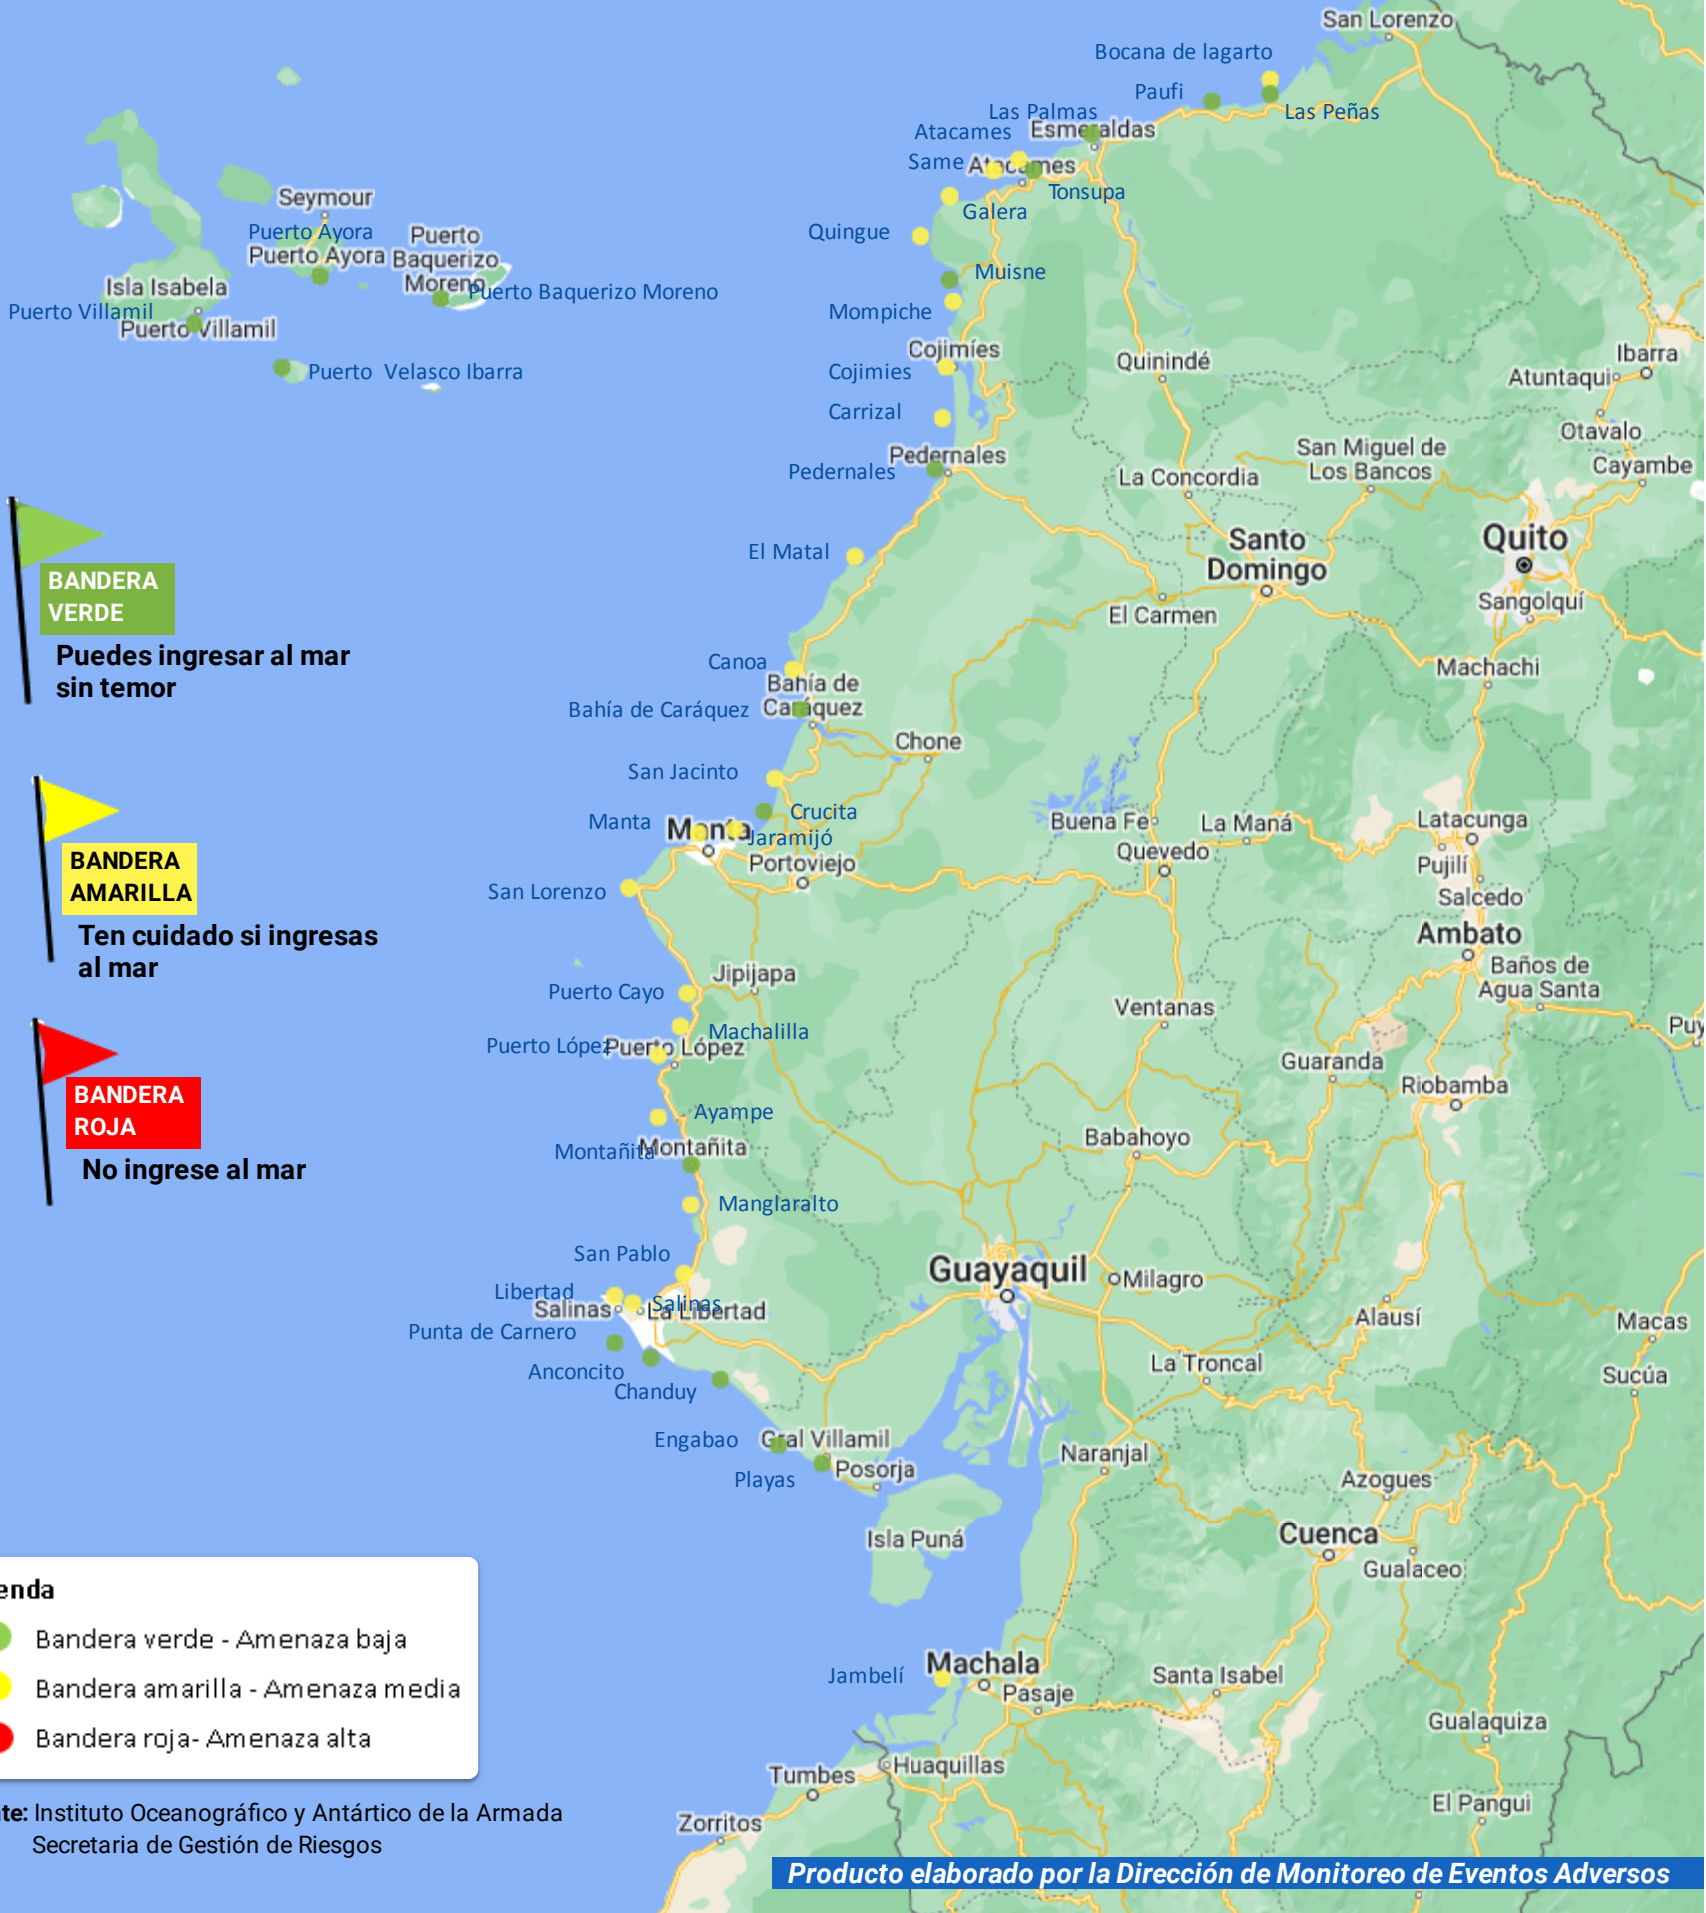 San Lorenzo
Bocana de lagarto
Paufi
Las Peñas
Las Palmas
Esmeraldas
Atacames
Same
Atacames
Tonsupa
Galera
Quingue
Muisne
Mompiche
Cojimíes
Cojimies
Carrizal
Pedernales
Pedernales
El Matal
Canoa
Bahía de
Caráquez
Bahía de Caráquez
San Jacinto
Crucita
Manta
Manta
Jaramijó
Portoviejo
San Lorenzo
Jipijapa
Puerto Cayo
Machalilla
Puerto López
Puerto López
Ayampe
Montañita
Montañita
Manglaralto
San Pablo
Libertad
Salinas
Salinas
La Libertad
Punta de Carnero
Anconcito
Chanduy
Engabao
Gral Villamil
Playas
Posorja
Isla Puná
Jambelí
Machala
Pasaje
Huaquillas
Tumbes
Zorritos
Seymour
Puerto Ayora
Puerto Ayora
Puerto
Baquerizo
Moreno
Puerto Baquerizo Moreno
Isla Isabela
Puerto Villamil
Puerto Villamil
Puerto Velasco Ibarra
Quinindé
Ibarra
Atuntaqui
Otavalo
Cayambe
San Miguel de
Los Bancos
La Concordia
Santo
Domingo
Quito
Sangolquí
El Carmen
Machachi
Chone
Buena Fe
La Maná
Quevedo
Latacunga
Pujilí
Salcedo
Ambato
Baños de
Agua Santa
Ventanas
Puy
Guaranda
Riobamba
Babahoyo
Guayaquil
Milagro
Alausí
Macas
Sucúa
La Troncal
Naranjal
Azogues
Cuenca
Gualaceo
Santa Isabel
Gualaquiza
El Pangui
BANDERA
VERDE
Puedes ingresar al mar
sin temor
BANDERA
AMARILLA
Ten cuidado si ingresas
al mar
BANDERA
ROJA
No ingrese al mar
enda
Bandera verde - Amenaza baja
Bandera amarilla - Amenaza media
Bandera roja- Amenaza alta
te: Instituto Oceanográfico y Antártico de la Armada
Secretaria de Gestión de Riesgos
Producto elaborado por la Dirección de Monitoreo de Eventos Adversos